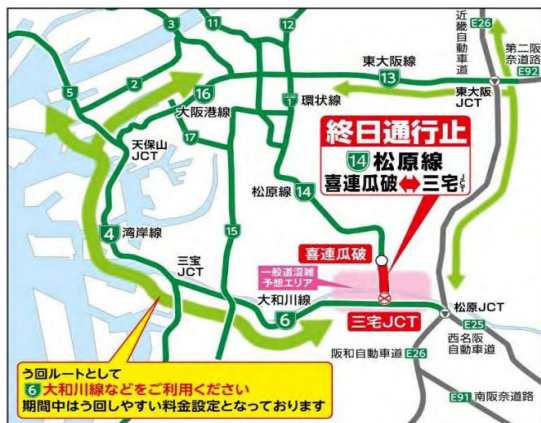 近畿自動車道
E26
第二阪奈道路
E92
11
12
3
2
5
16
大阪港線
1
環状線
東大阪線
13
東大阪JCT
天保山JCT
17
終日通行止
14 松原線
喜連瓜破⇔三宅JCT
松原線
14
4
湾岸線
15
三宝JCT
喜連瓜破
一般道混雑
予想エリア
大和川線
6
三宅JCT
松原JCT
E25
西名阪自動車道
阪和自動車道 E26
E91 南阪奈道路
う回ルートとして
6 大和川線などをご利用ください
期間中はう回しやすい料金設定となっております